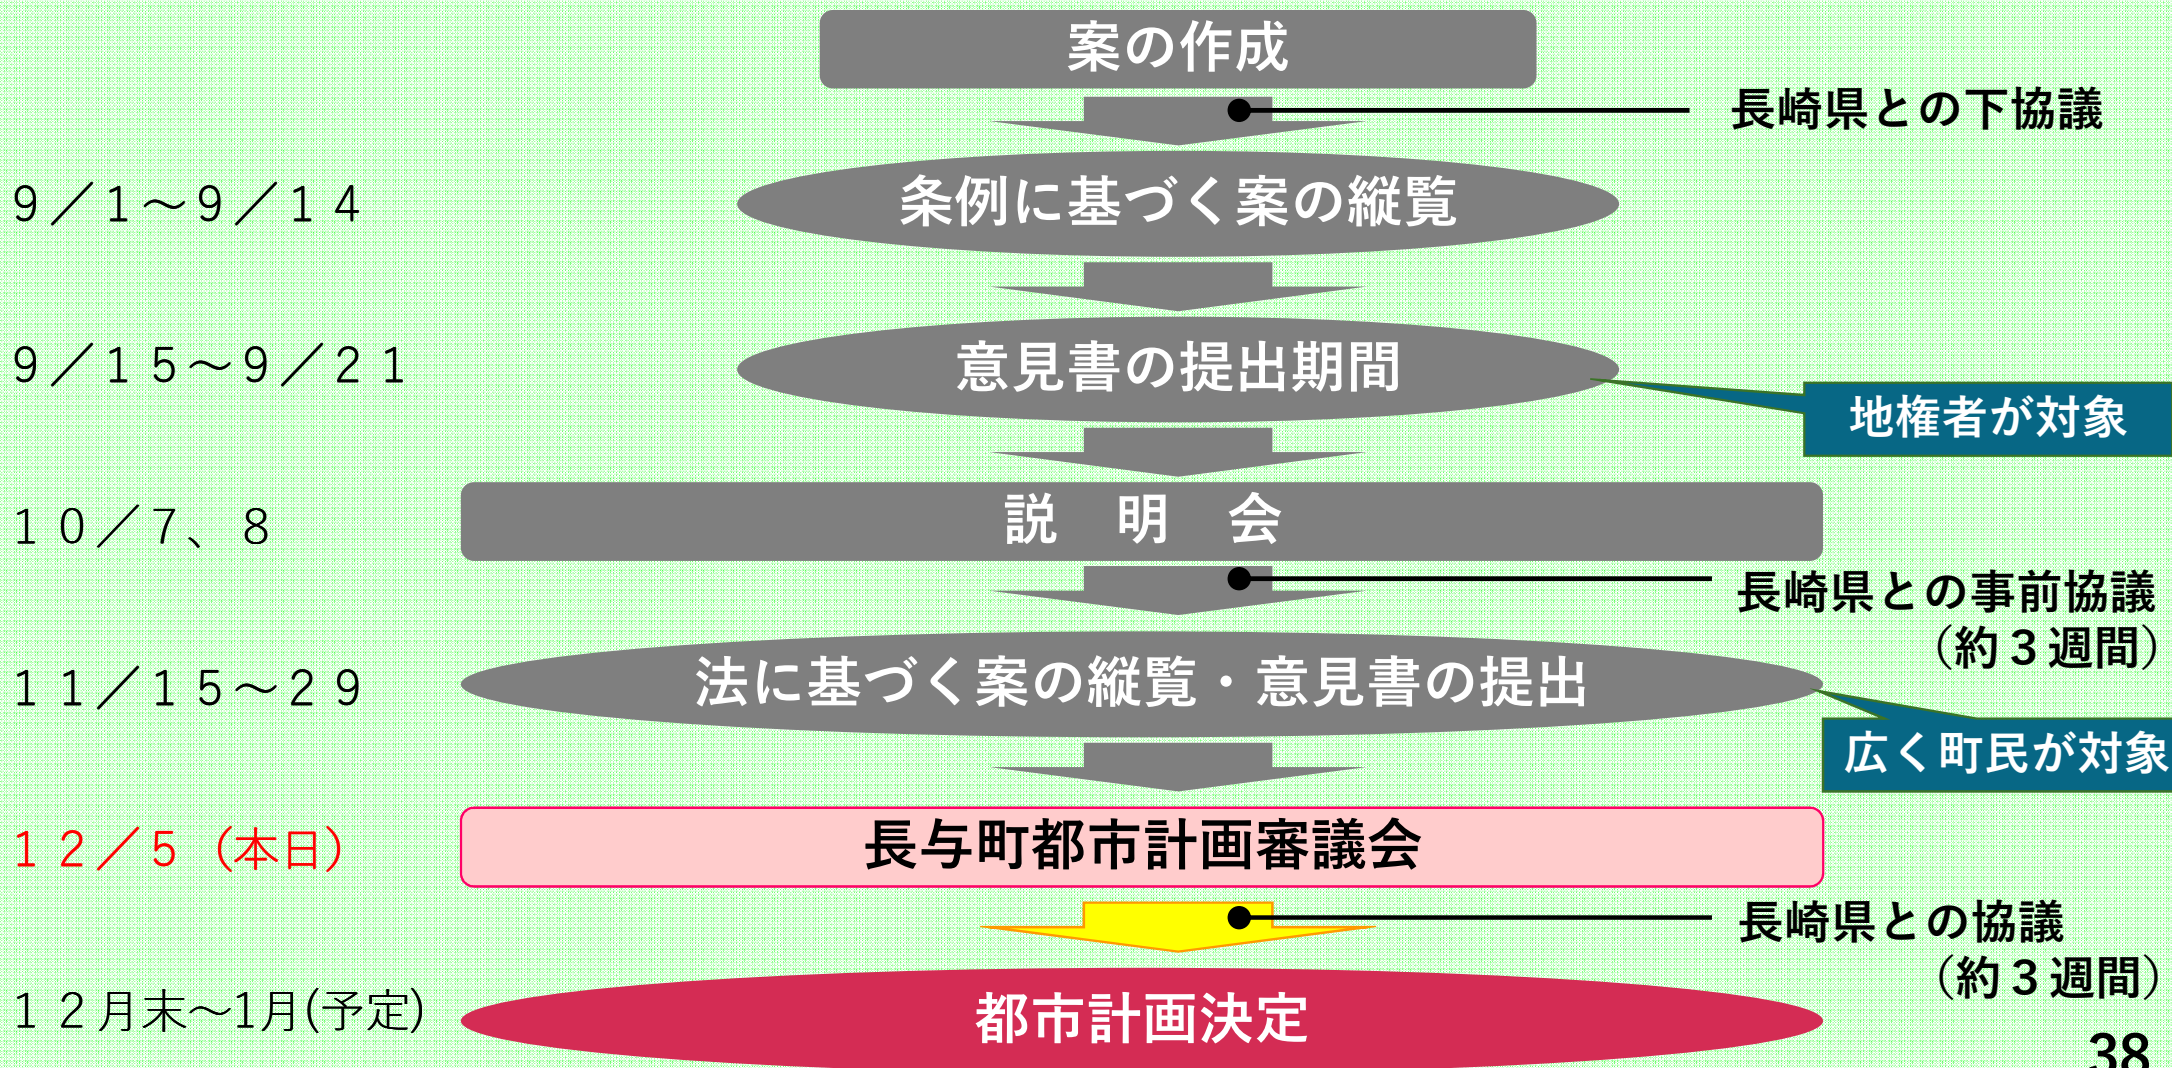 案の作成
長崎県との下協議
９／１～９／１４
条例に基づく案の縦覧
９／１５～９／２１
意見書の提出期間
地権者が対象
１０／７、８
説　明　会
長崎県との事前協議
（約３週間）
１１／１５～２９
法に基づく案の縦覧・意見書の提出
広く町民が対象
１２／５（本日）
長与町都市計画審議会
長崎県との協議
（約３週間）
１２月末～1月(予定)
都市計画決定
38